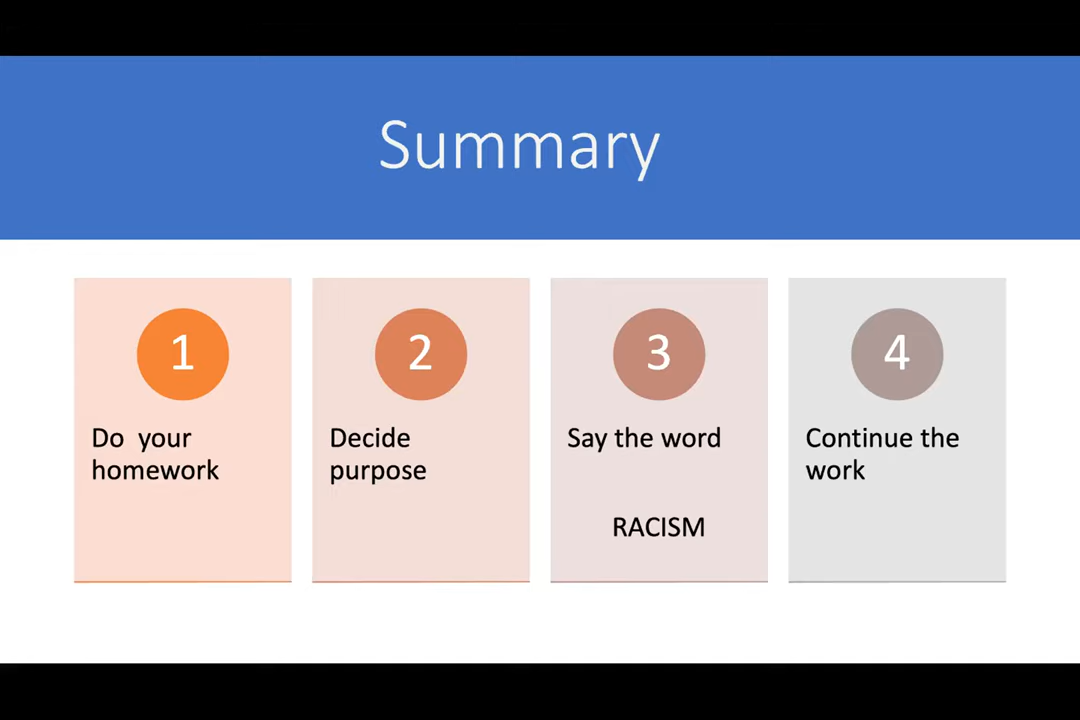 Summary
1
Do your
homework
2
Decide
purpose
3
Say the word
RACISM
4
Continue the
work